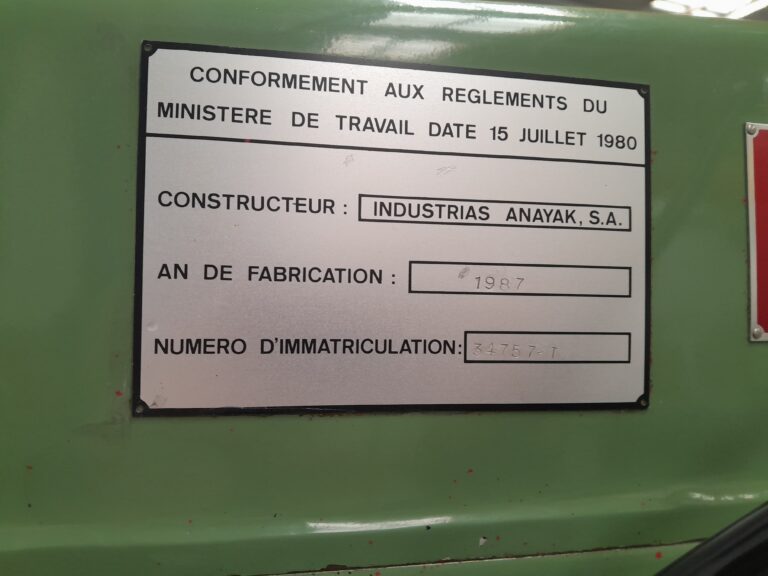 CONFORMEMENT AUX REGLEMENTS DU
MINISTERE DE TRAVAIL DATE 15 JUILLET 1980
CONSTRUCTEUR : INDUSTRIAS ANAYAK, S.A.
AN DE FABRICATION : 1987
NUMERO D'IMMATRICULATION: 34757-T